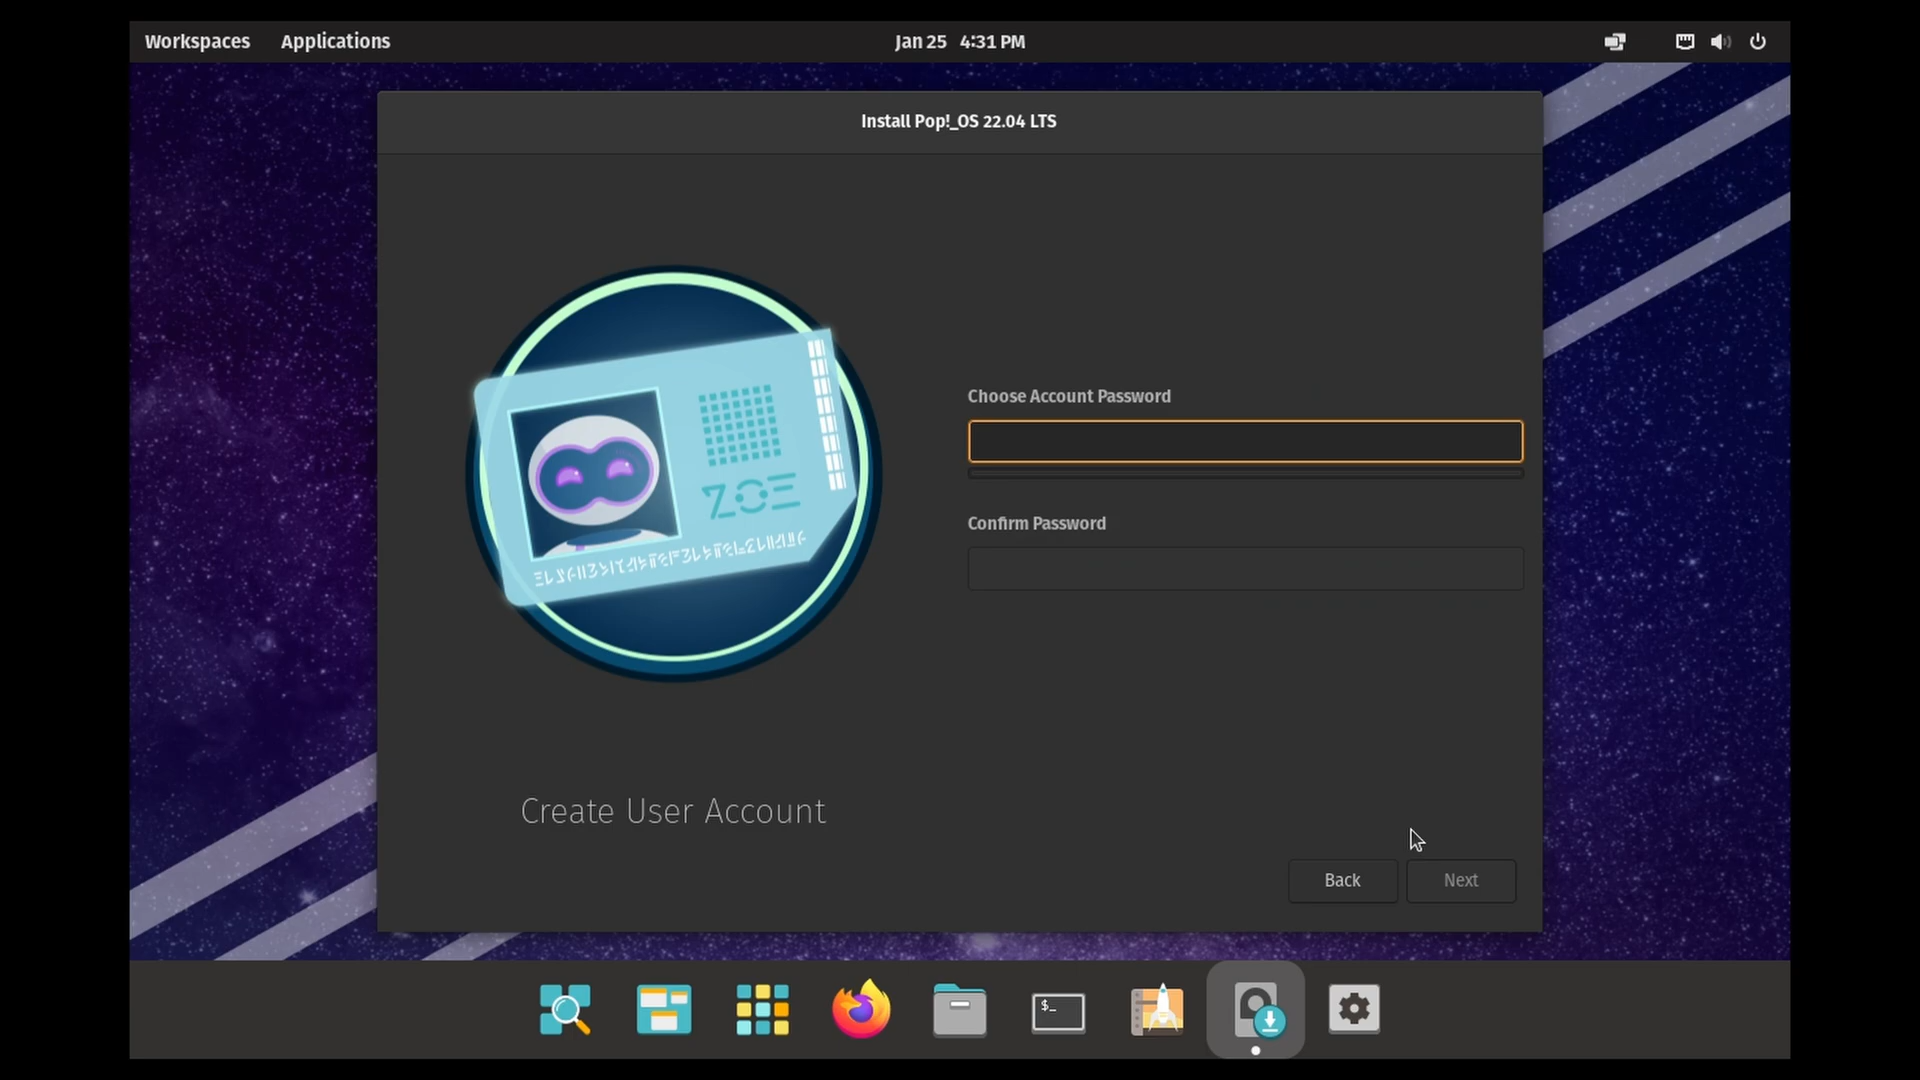 Workspaces Applications Jan 25 4:31 PM
Install Pop!_OS 22.04 LTS
Choose Account Password
ZOE
Confirm Password
Create User Account
Back Next
$_